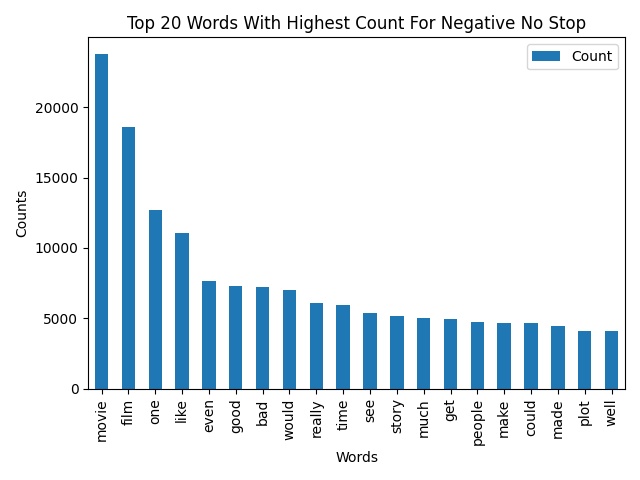 Top 20 Words With Highest Count For Negative No Stop
Count
Counts
20000
15000
10000
5000
0
movie
film
one
like
even
good
bad
would
really
time
see
story
much
get
people
make
could
made
plot
well
Words